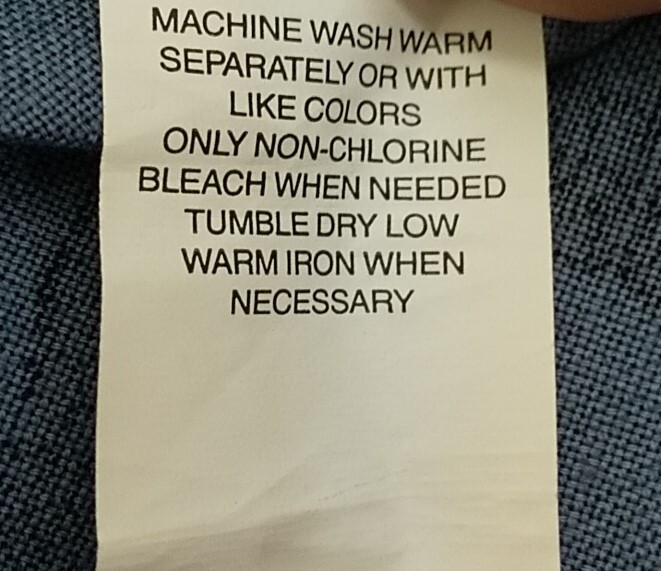 MACHINE WASH WARM
SEPARATELY OR WITH
LIKE COLORS
ONLY NON-CHLORINE
BLEACH WHEN NEEDED
TUMBLE DRY LOW
WARM IRON WHEN
NECESSARY